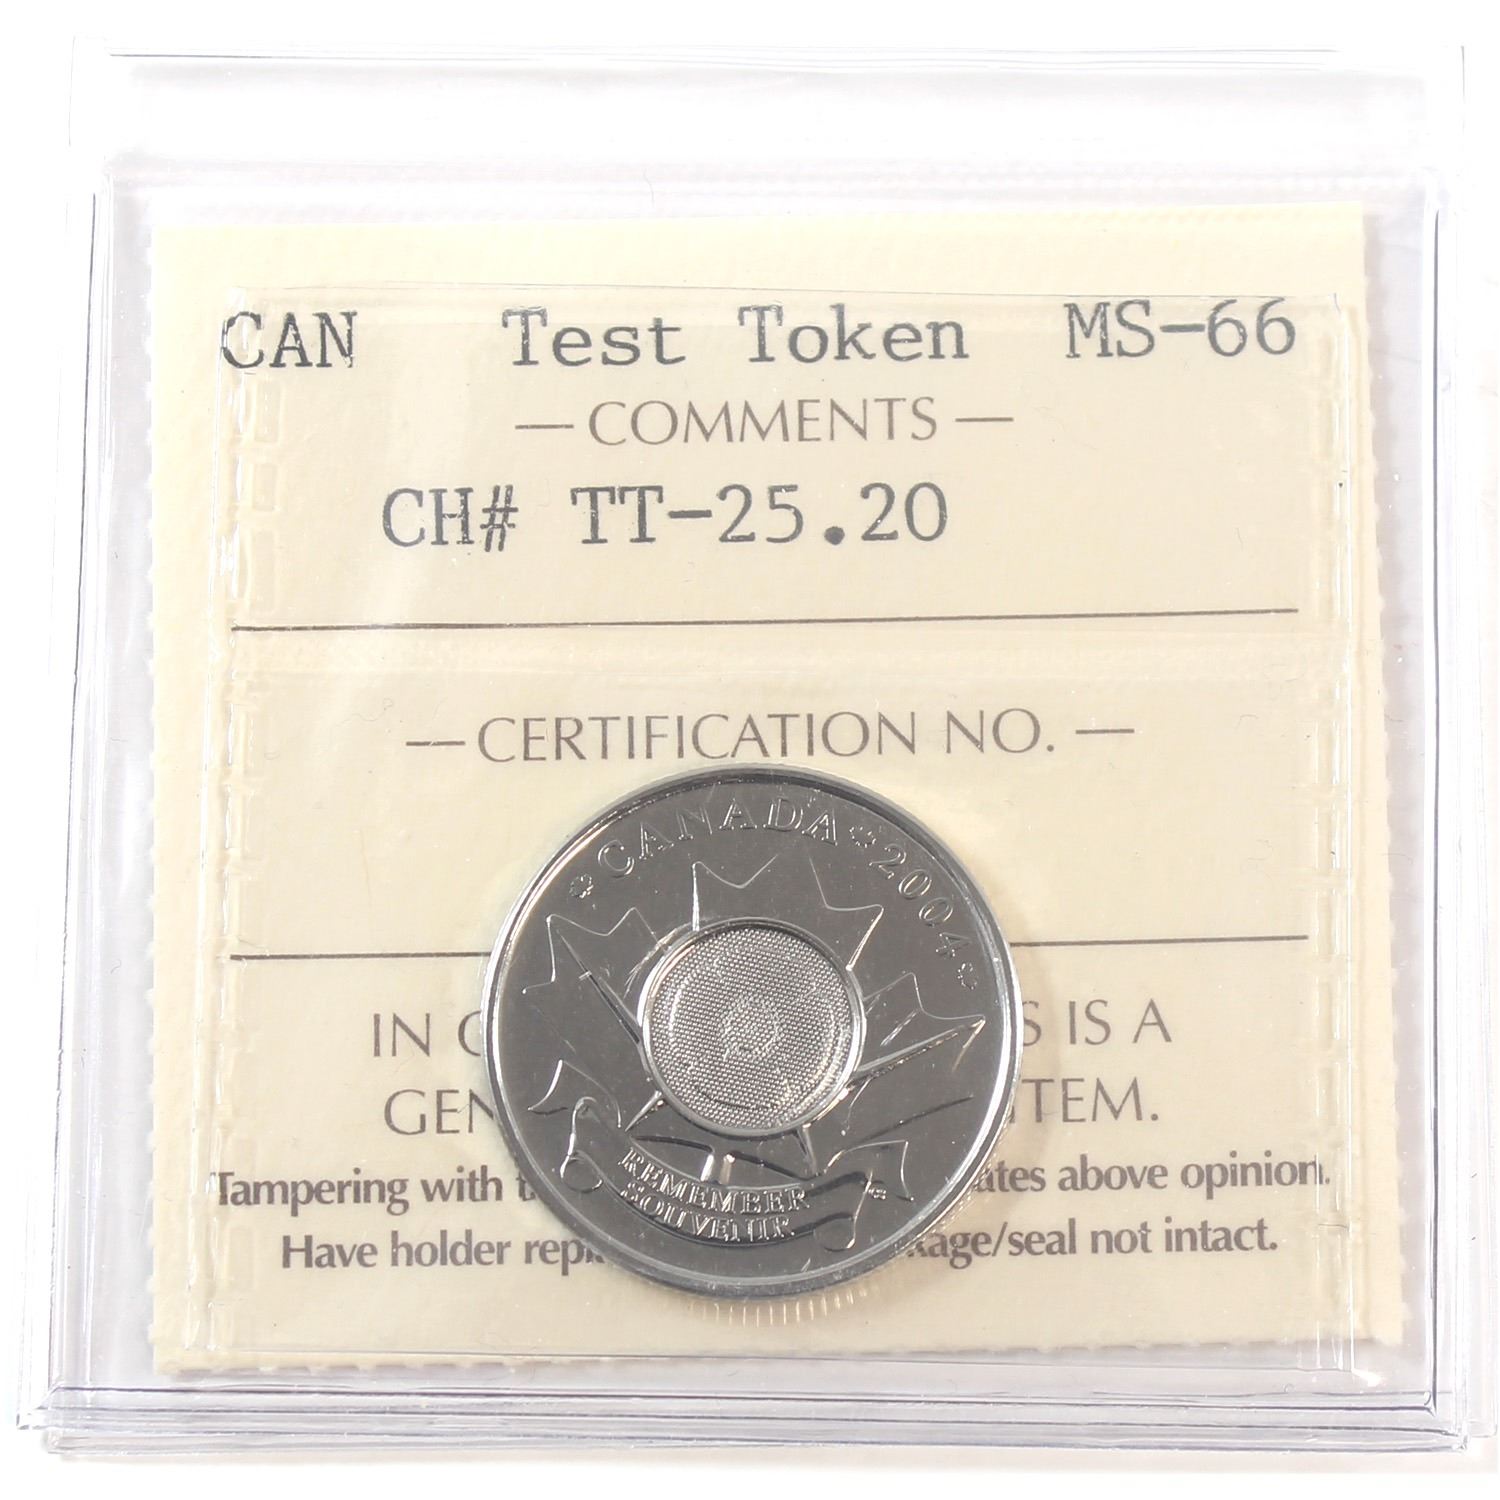 CAN Test Token MS-66
— COMMENTS —
CH# TT-25.20
— CERTIFICATION NO. —
CANADA 2004
IN S IS A
GEN ITEM.
Tampering with t ates above opinion.
REMEMBER
SOUVENIR
Have holder repl kage/seal not intact.